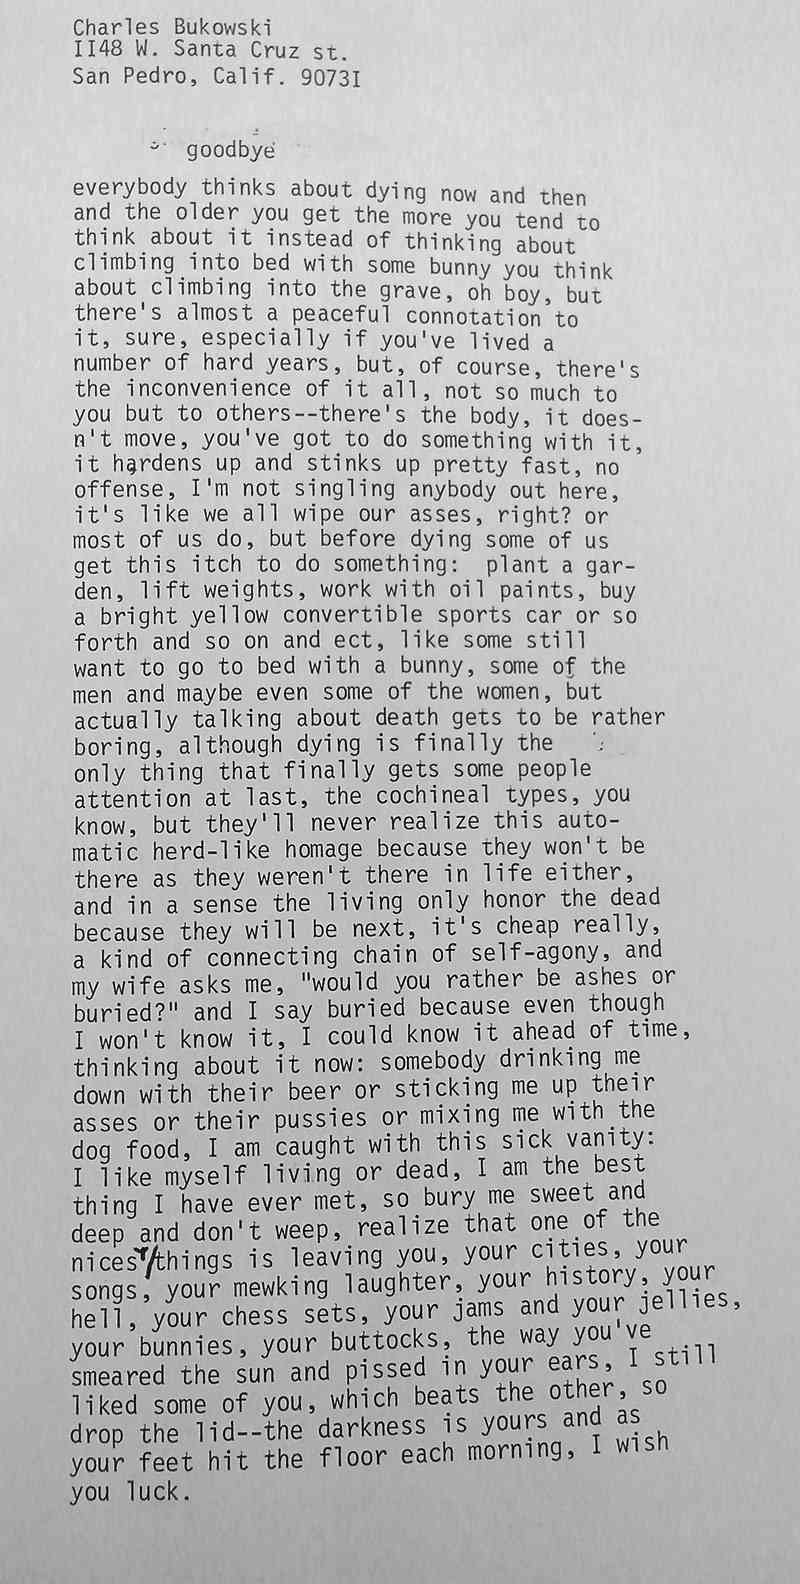 Charles Bukowski
II48 W. Santa Cruz st.
San Pedro, Calif. 9073I
goodbye
everybody thinks about dying now and then
and the older you get the more you tend to
think about it instead of thinking about
climbing into bed with some bunny you think
about climbing into the grave, oh boy, but
there's almost a peaceful connotation to
it, sure, especially if you've lived a
number of hard years, but, of course, there's
the inconvenience of it all, not so much to
you but to others--there's the body, it does-
n't move, you've got to do something with it,
it hardens up and stinks up pretty fast, no
offense, I'm not singling anybody out here,
it's like we all wipe our asses, right? or
most of us do, but before dying some of us
get this itch to do something:  plant a gar-
den, lift weights, work with oil paints, buy
a bright yellow convertible sports car or so
forth and so on and ect, like some still
want to go to bed with a bunny, some of the
men and maybe even some of the women, but
actually talking about death gets to be rather
boring, although dying is finally the
only thing that finally gets some people
attention at last, the cochineal types, you
know, but they'll never realize this auto-
matic herd-like homage because they won't be
there as they weren't there in life either,
and in a sense the living only honor the dead
because they will be next, it's cheap really,
a kind of connecting chain of self-agony, and
my wife asks me, "would you rather be ashes or
buried?" and I say buried because even though
I won't know it, I could know it ahead of time,
thinking about it now: somebody drinking me
down with their beer or sticking me up their
asses or their pussies or mixing me with the
dog food, I am caught with this sick vanity:
I like myself living or dead, I am the best
thing I have ever met, so bury me sweet and
deep and don't weep, realize that one of the
nicest/things is leaving you, your cities, your
songs, your mewking laughter, your history, your
hell, your chess sets, your jams and your jellies,
your bunnies, your buttocks, the way you've
smeared the sun and pissed in your ears, I still
liked some of you, which beats the other, so
drop the lid--the darkness is yours and as
your feet hit the floor each morning, I wish
you luck.